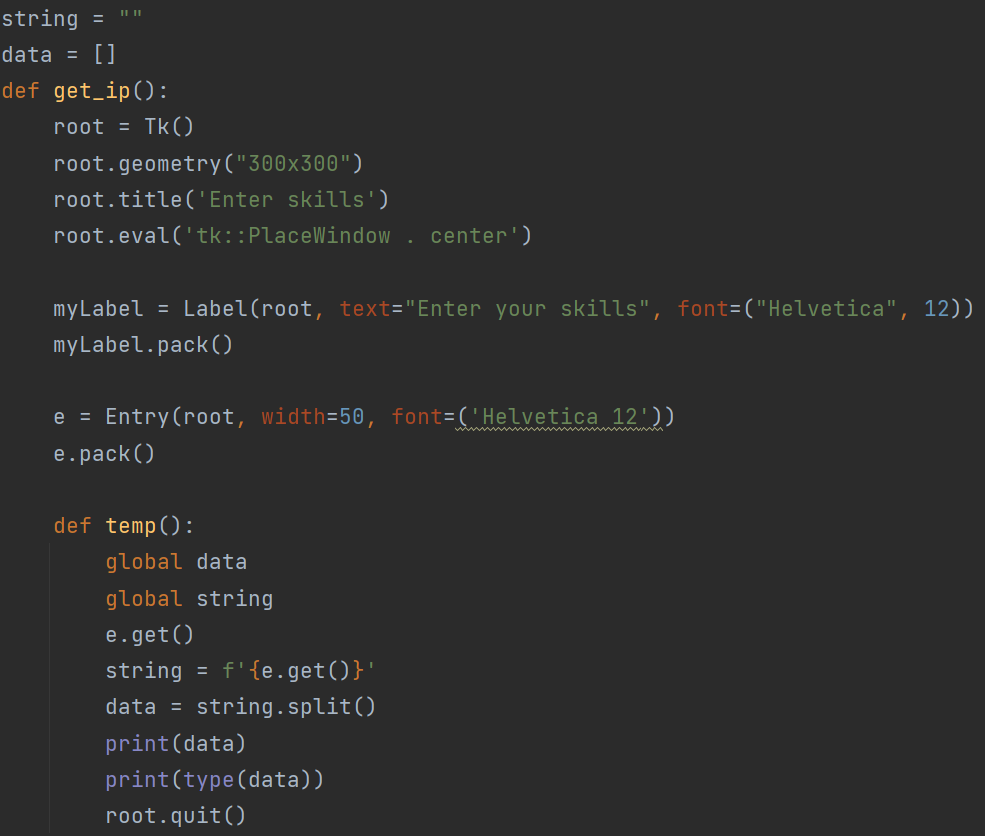 string = ""
data = []
def get_ip():
    root = Tk()
    root.geometry("300x300")
    root.title('Enter skills')
    root.eval('tk::PlaceWindow . center')
    myLabel = Label(root, text="Enter your skills", font=("Helvetica", 12))
    myLabel.pack()
    e = Entry(root, width=50, font=('Helvetica 12'))
    e.pack()
    def temp():
        global data
        global string
        e.get()
        string = f'{e.get()}'
        data = string.split()
        print(data)
        print(type(data))
        root.quit()